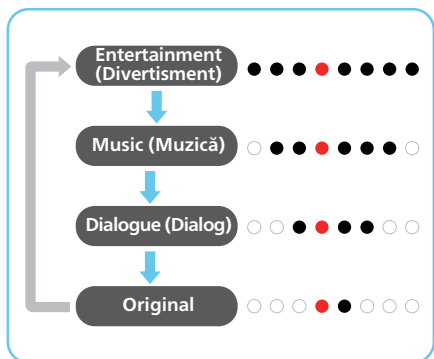 Entertainment
(Divertisment)
Music (Muzică)
Dialogue (Dialog)
Original